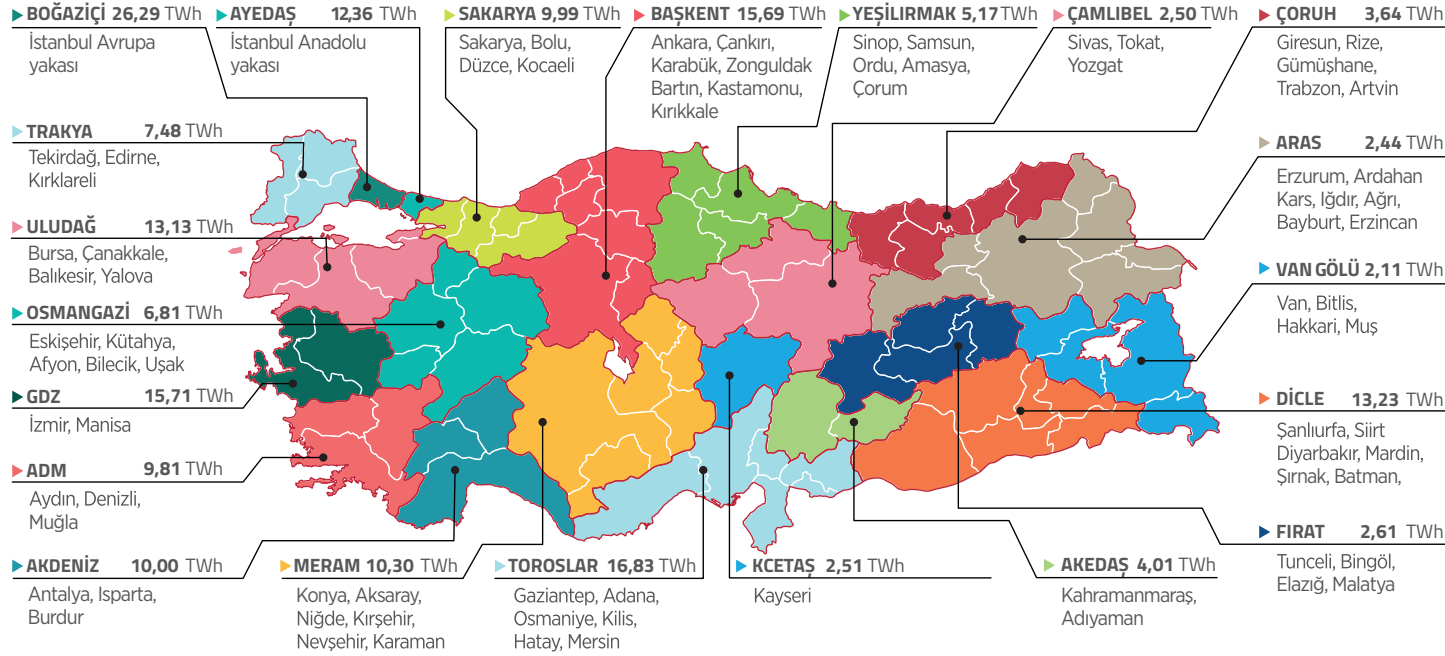 BOĞAZİÇİ 26,29 TWh
İstanbul Avrupa
yakası
AYEDAŞ 12,36 TWh
İstanbul Anadolu
yakası
SAKARYA 9,99 TWh
Sakarya, Bolu,
Düzce, Kocaeli
BAŞKENT 15,69 TWh
Ankara, Çankırı,
Karabük, Zonguldak
Bartın, Kastamonu,
Kırıkkale
YEŞİLIRMAK 5,17 TWh
Sinop, Samsun,
Ordu, Amasya,
Çorum
ÇAMLIBEL 2,50 TWh
Sivas, Tokat,
Yozgat
ÇORUH 3,64 TWh
Giresun, Rize,
Gümüşhane,
Trabzon, Artvin
TRAKYA 7,48 TWh
Tekirdağ, Edirne,
Kırklareli
ULUDAĞ 13,13 TWh
Bursa, Çanakkale,
Balıkesir, Yalova
OSMANGAZİ 6,81 TWh
Eskişehir, Kütahya,
Afyon, Bilecik, Uşak
GDZ 15,71 TWh
İzmir, Manisa
ADM 9,81 TWh
Aydın, Denizli,
Muğla
ARAS 2,44 TWh
Erzurum, Ardahan
Kars, Iğdır, Ağrı,
Bayburt, Erzincan
VAN GÖLÜ 2,11 TWh
Van, Bitlis,
Hakkari, Muş
DİCLE 13,23 TWh
Şanlıurfa, Siirt
Diyarbakır, Mardin,
Şırnak, Batman,
FIRAT 2,61 TWh
Tunceli, Bingöl,
Elazığ, Malatya
AKDENİZ 10,00 TWh
Antalya, Isparta,
Burdur
MERAM 10,30 TWh
Konya, Aksaray,
Niğde, Kırşehir,
Nevşehir, Karaman
TOROSLAR 16,83 TWh
Gaziantep, Adana,
Osmaniye, Kilis,
Hatay, Mersin
KCETAŞ 2,51 TWh
Kayseri
AKEDAŞ 4,01 TWh
Kahramanmaraş,
Adıyaman